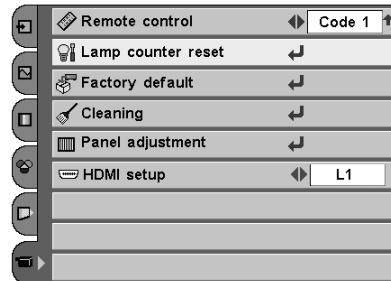 Remote control Code 1
Lamp counter reset
Factory default
Cleaning
Panel adjustment
HDMI setup L1